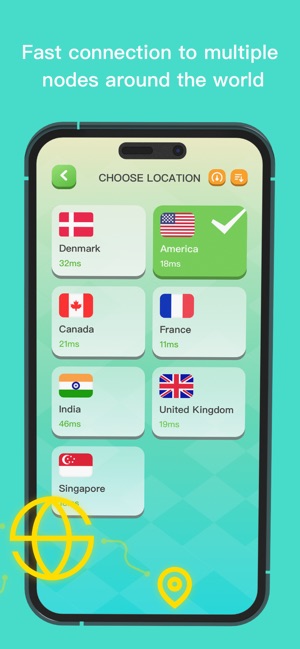 Fast connection to multiple
nodes around the world
CHOOSE LOCATION
Denmark
32ms
America
18ms
Canada
21ms
France
11ms
India
46ms
United Kingdom
19ms
Singapore